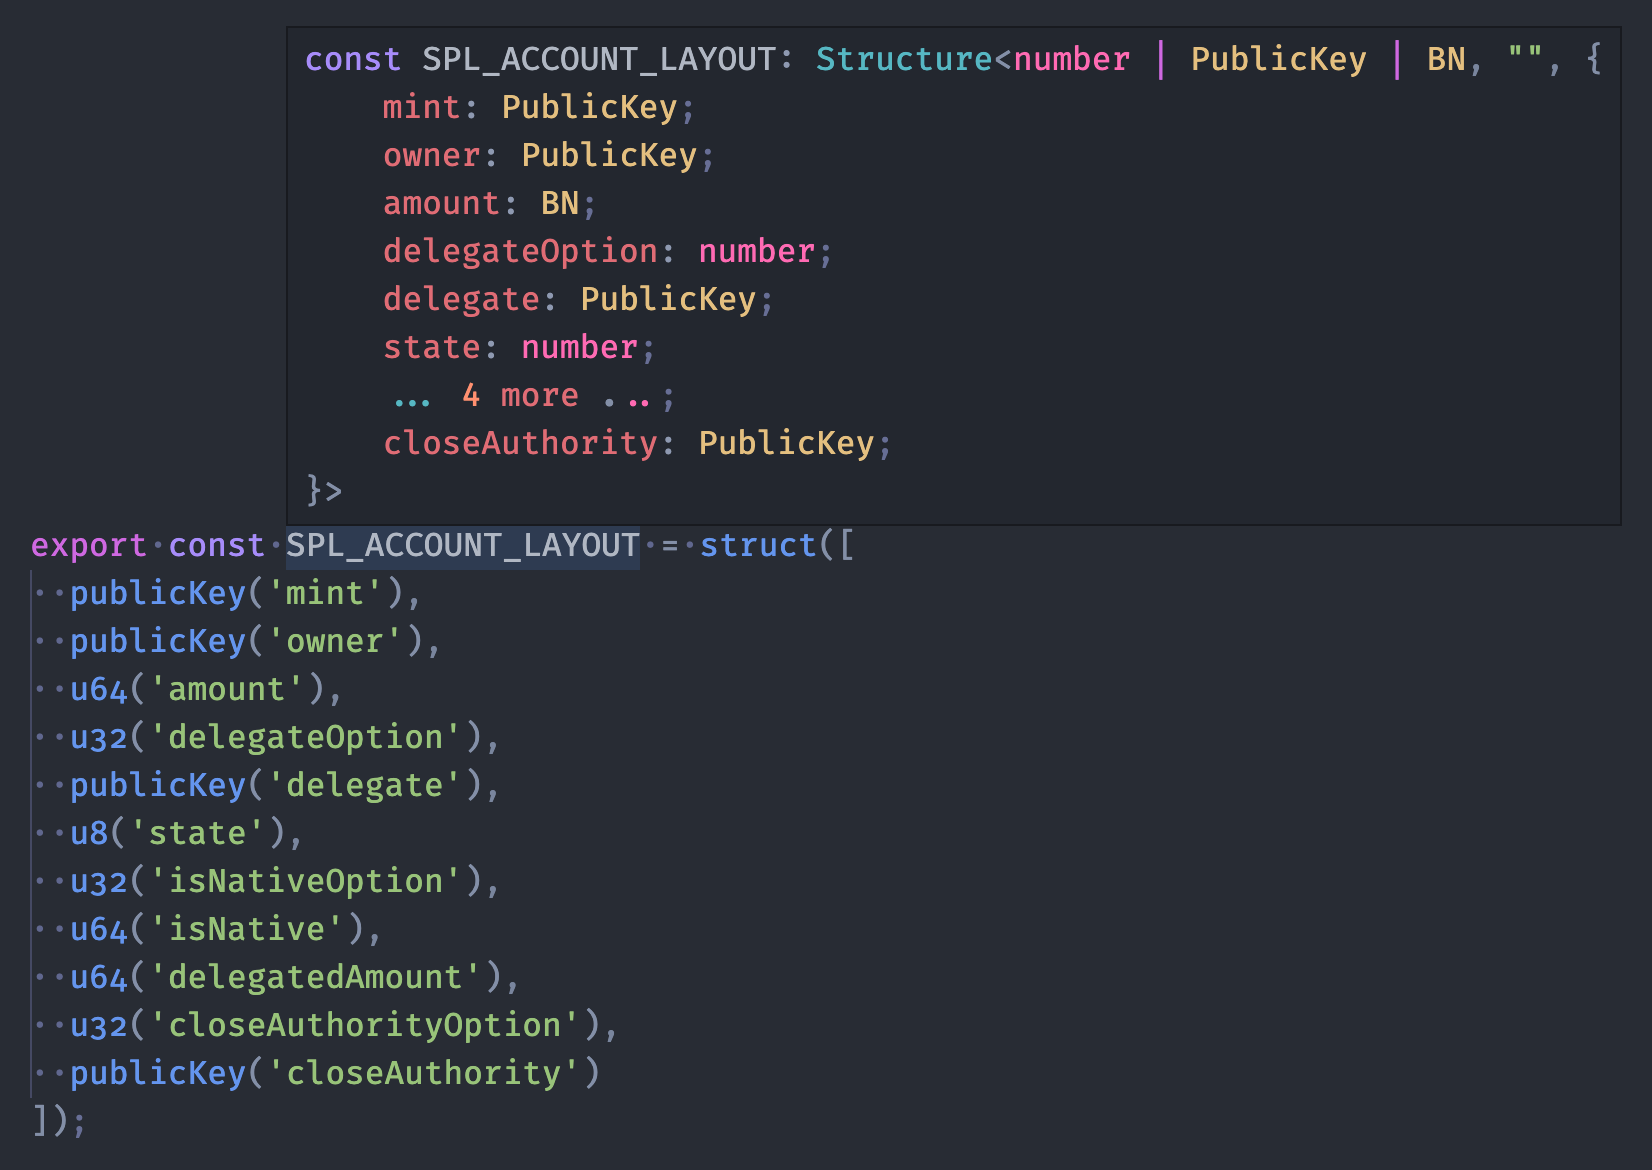 const SPL_ACCOUNT_LAYOUT: Structure<number | PublicKey | BN, "", {
    mint: PublicKey;
    owner: PublicKey;
    amount: BN;
    delegateOption: number;
    delegate: PublicKey;
    state: number;
    ... 4 more ...;
    closeAuthority: PublicKey;
}>
export const SPL_ACCOUNT_LAYOUT = struct([
  publicKey('mint'),
  publicKey('owner'),
  u64('amount'),
  u32('delegateOption'),
  publicKey('delegate'),
  u8('state'),
  u32('isNativeOption'),
  u64('isNative'),
  u64('delegatedAmount'),
  u32('closeAuthorityOption'),
  publicKey('closeAuthority')
]);